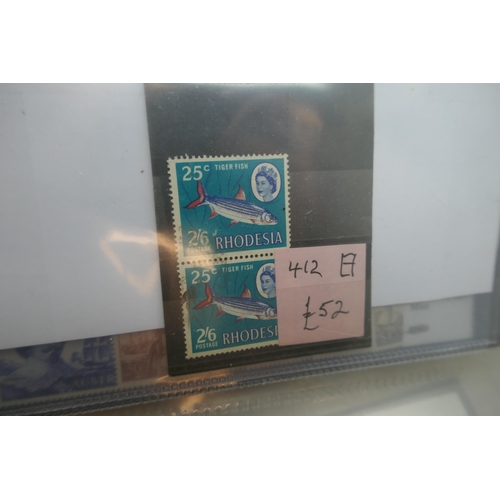 25c TIGER FISH
2/6 RHODESIA
25c TIGER FISH
2/6 RHODESIA
POSTAGE
412
£52